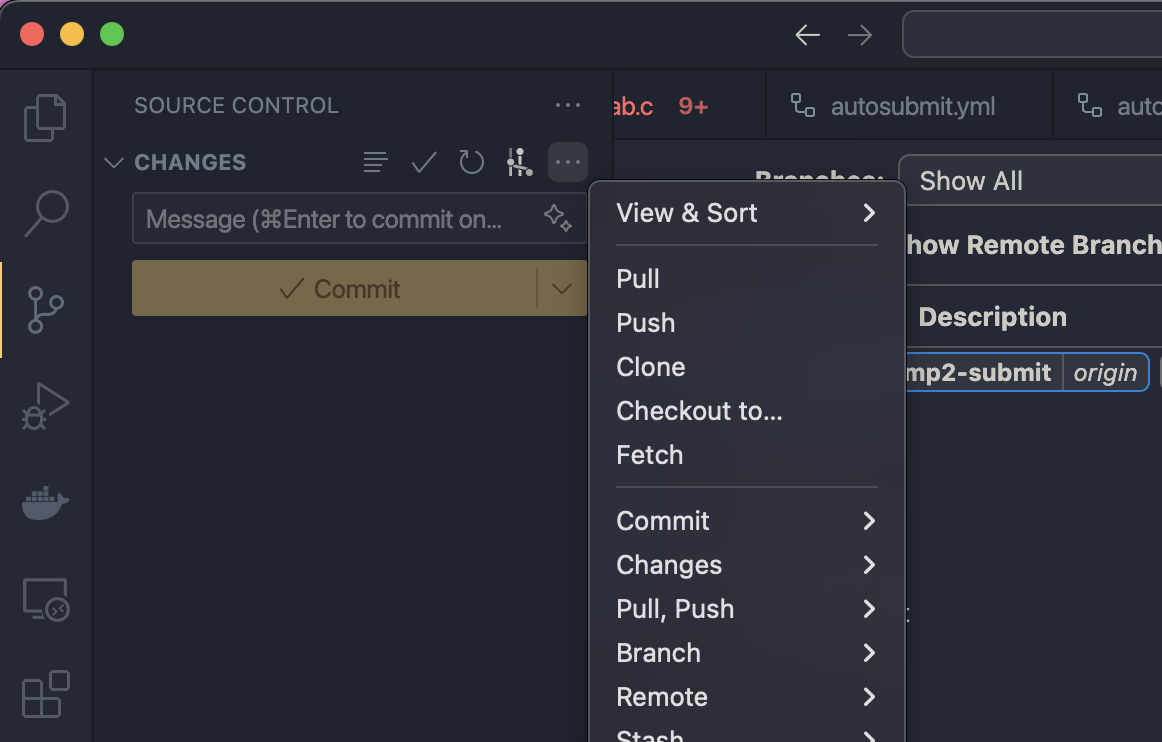 SOURCE CONTROL
ab.c 9+
autosubmit.yml
CHANGES
Message (⌘Enter to commit on...
Commit
Branches:
Show All
how Remote Branch
Description
mp2-submit origin
View & Sort
Pull
Push
Clone
Checkout to...
Fetch
Commit
Changes
Pull, Push
Branch
Remote
Stash